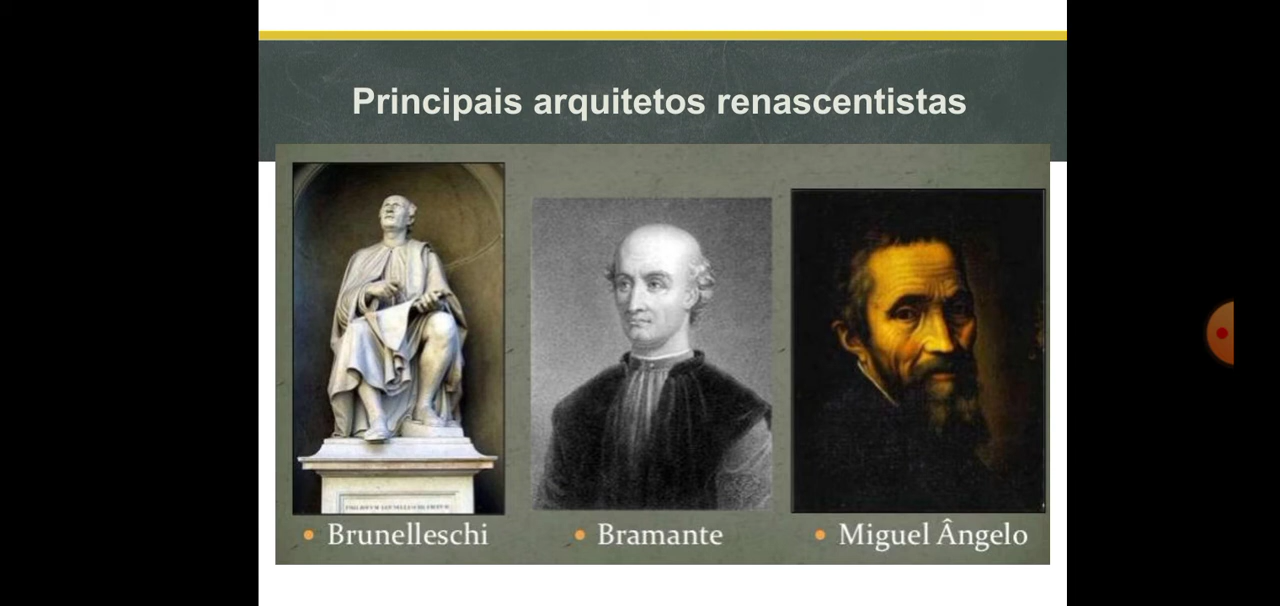 Principais arquitetos renascentistas
Brunelleschi
Bramante
Miguel Ângelo